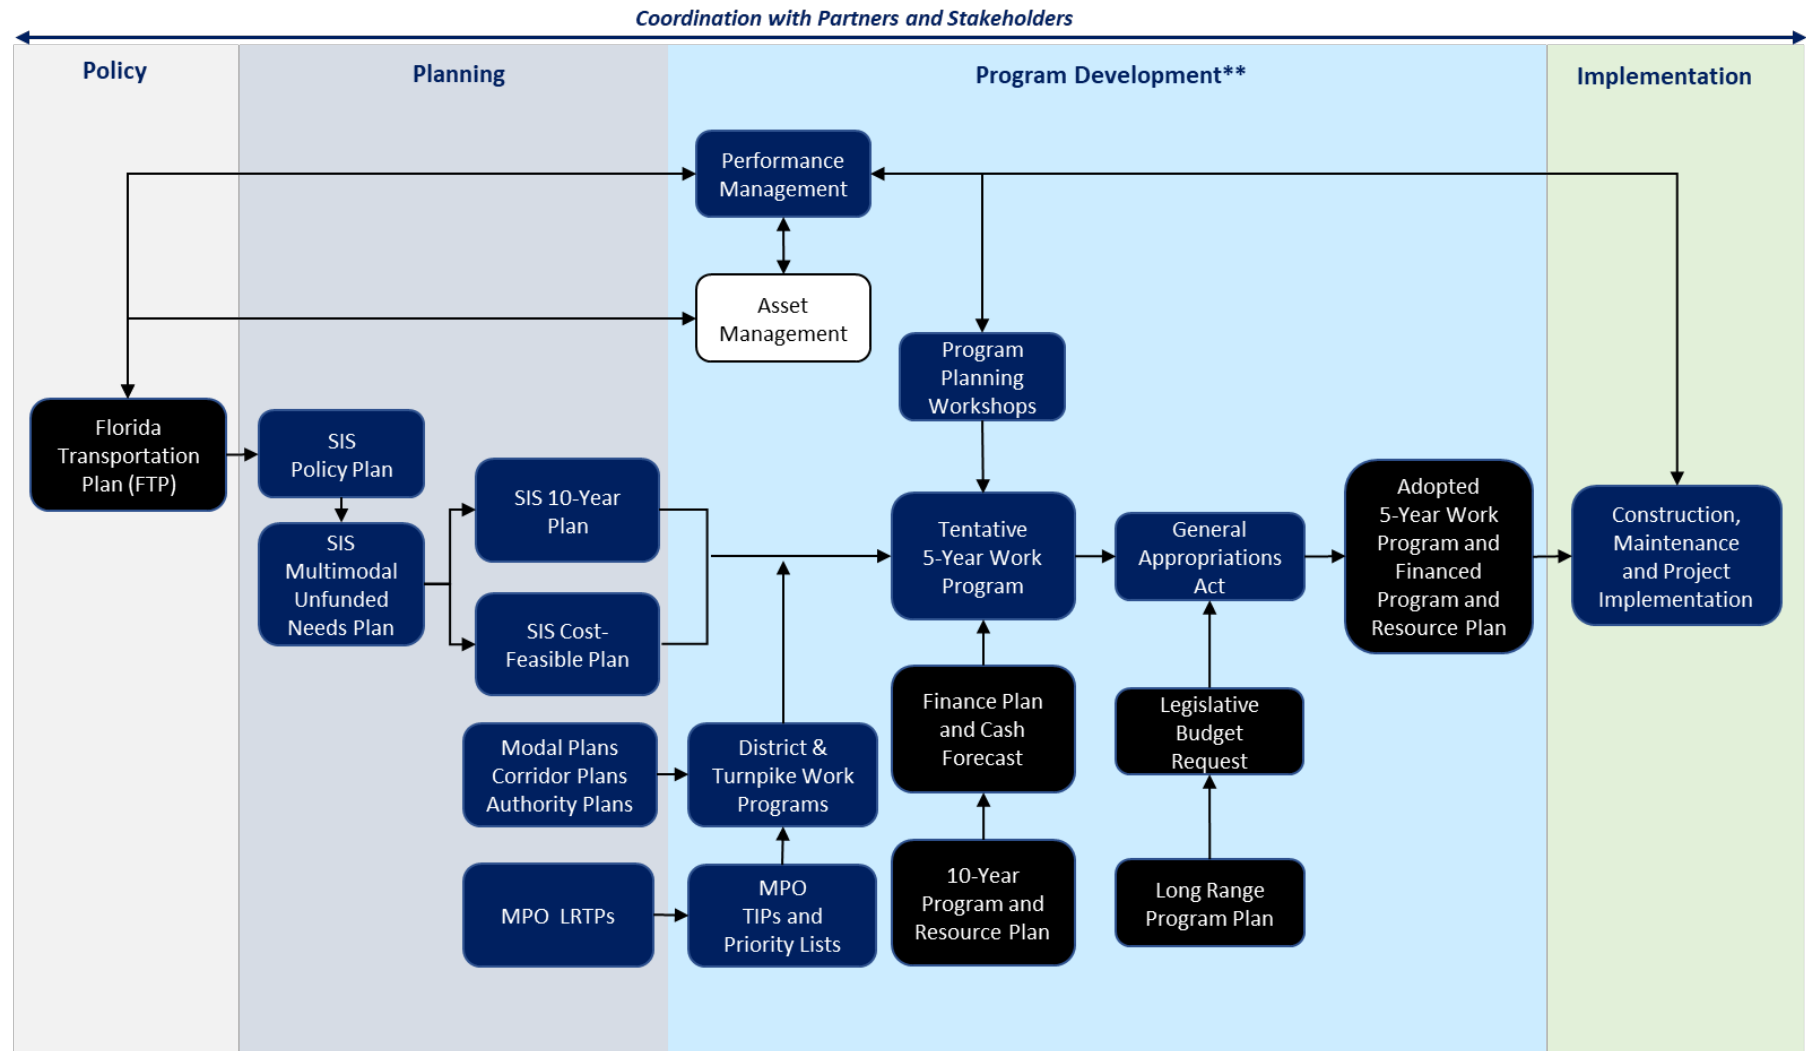 Coordination with Partners and Stakeholders
Policy
Planning
Program Development**
Implementation
Performance
Management
Asset
Management
Program
Planning
Workshops
Florida
Transportation
Plan (FTP)
SIS
Policy Plan
SIS
Multimodal
Unfunded
Needs Plan
SIS 10-Year
Plan
SIS Cost-
Feasible Plan
Modal Plans
Corridor Plans
Authority Plans
MPO LRTPs
District &
Turnpike Work
Programs
MPO
TIPs and
Priority Lists
Tentative
5-Year Work
Program
Finance Plan
and Cash
Forecast
10-Year
Program and
Resource Plan
General
Appropriations
Act
Legislative
Budget
Request
Long Range
Program Plan
Adopted
5-Year Work
Program and
Financed
Program and
Resource Plan
Construction,
Maintenance
and Project
Implementation